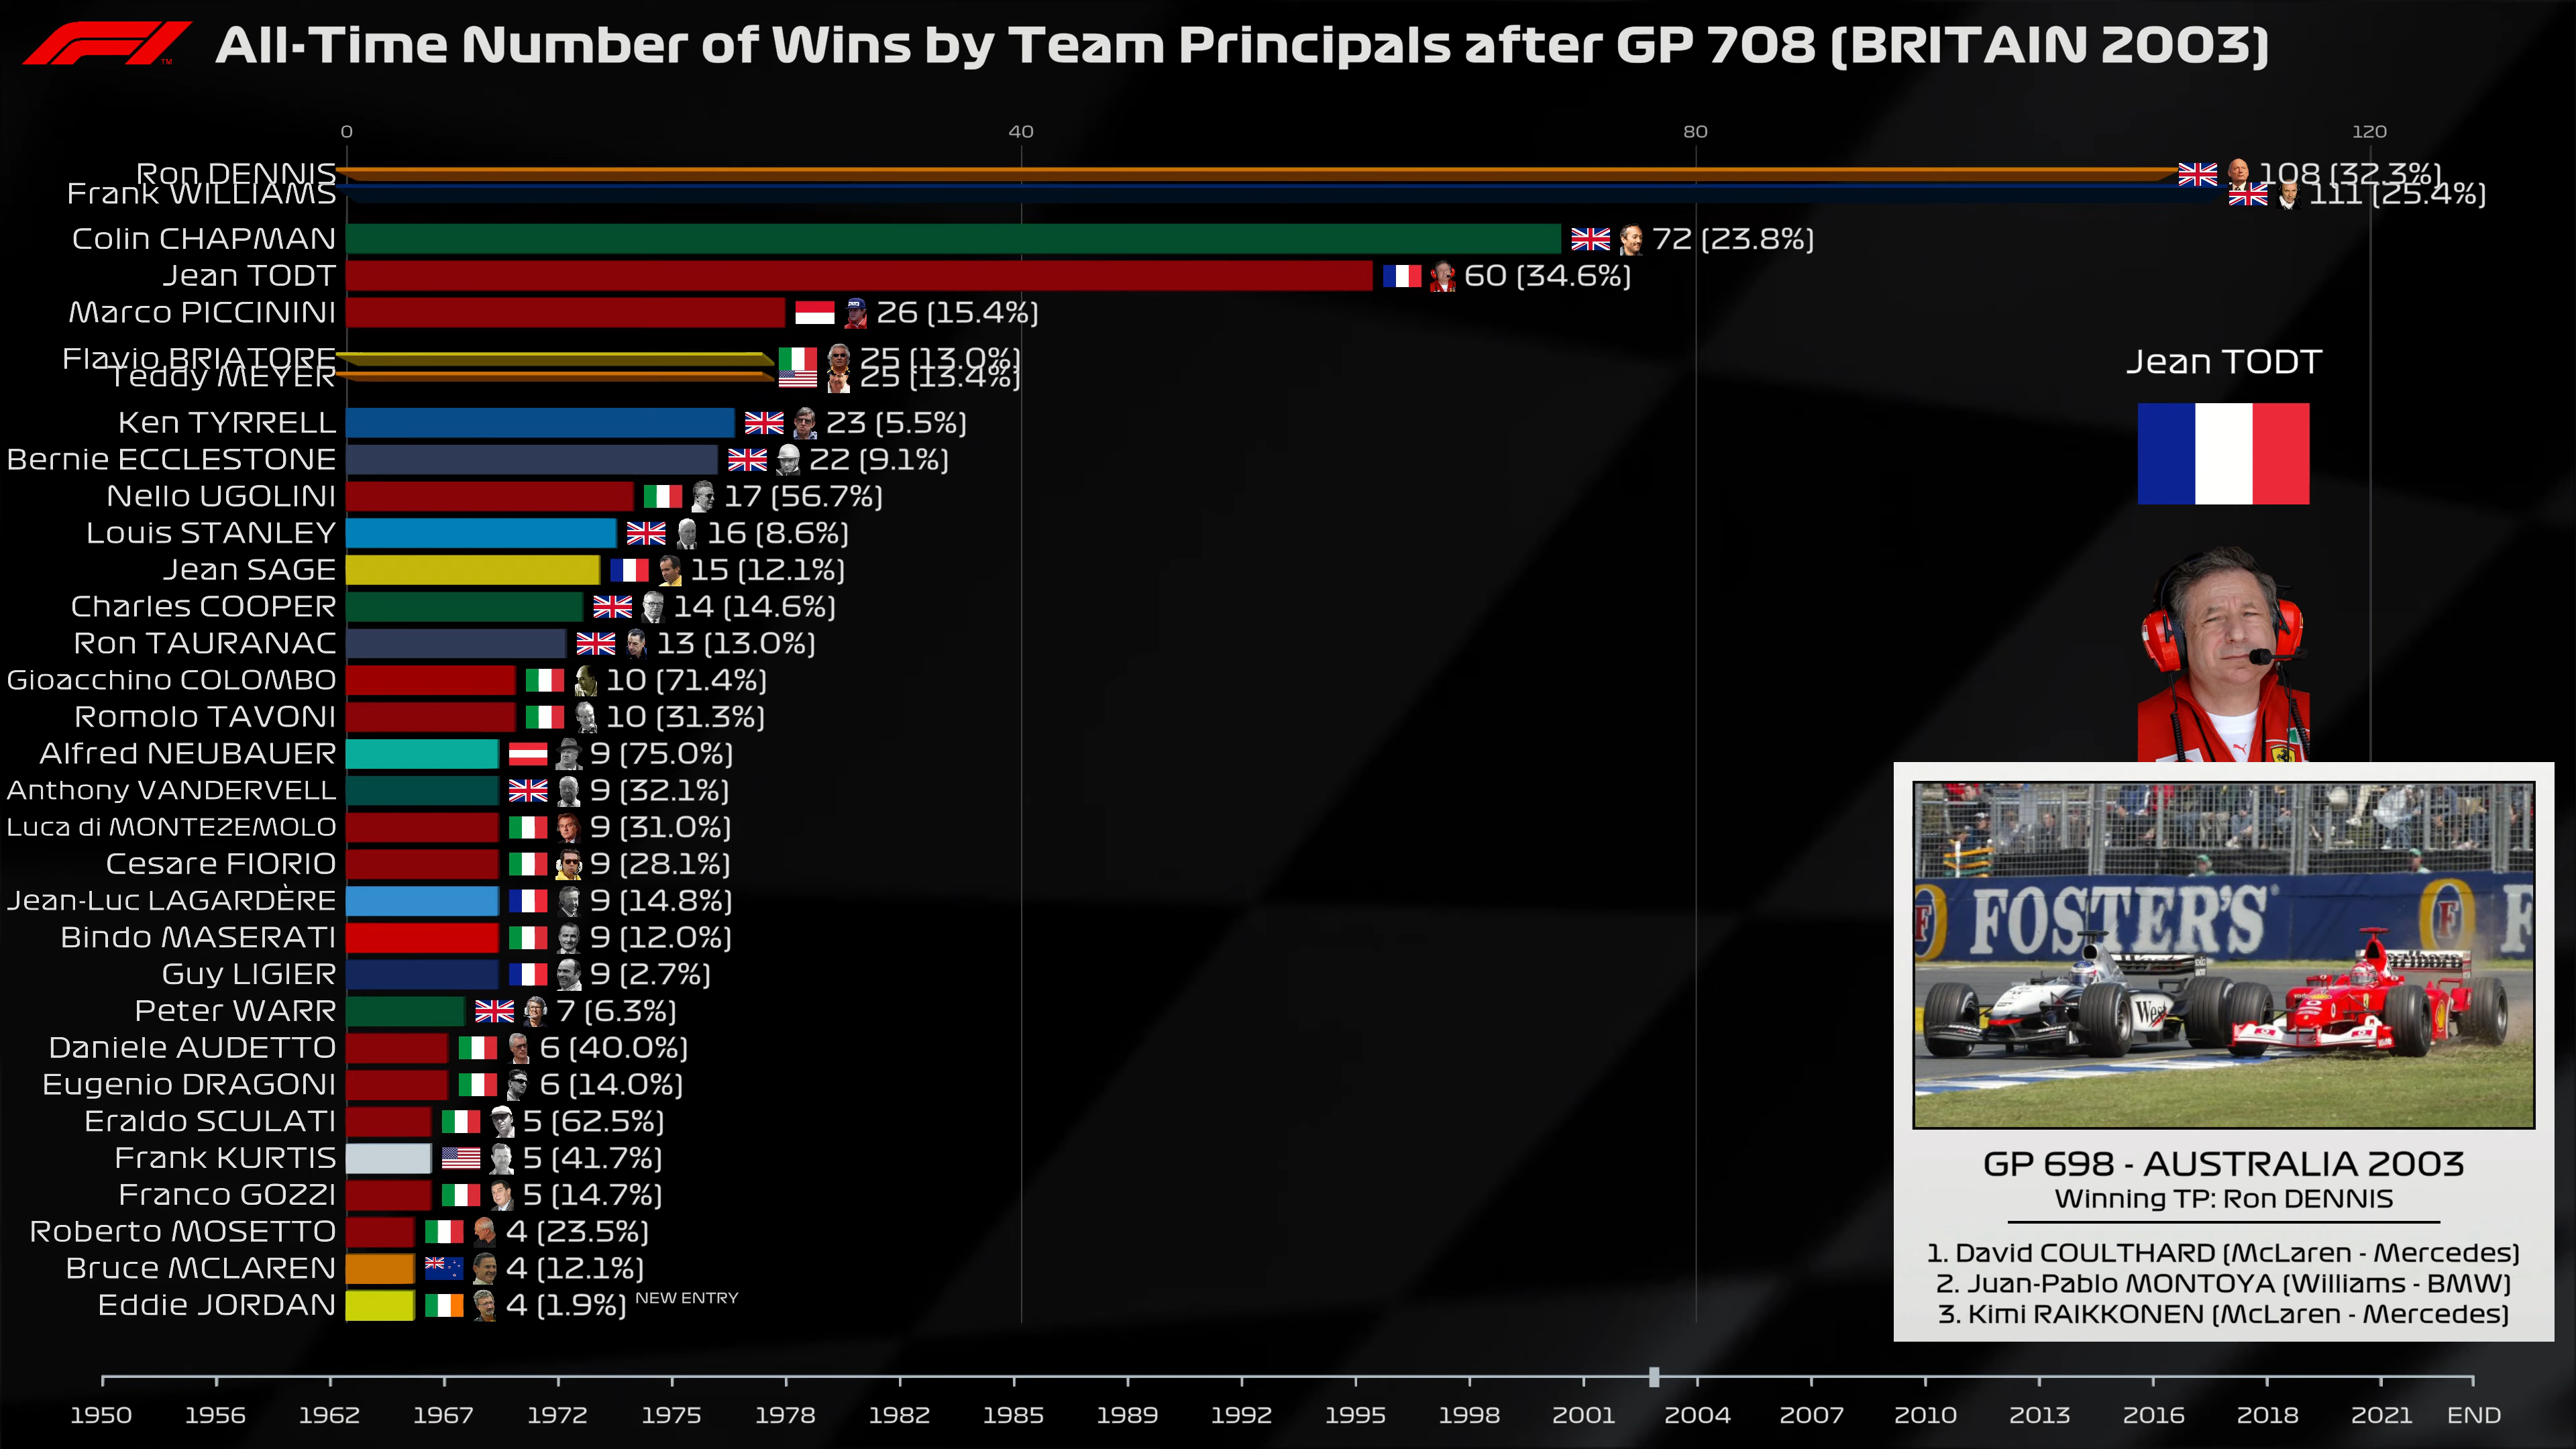 All-Time Number of Wins by Team Principals after GP 708 (BRITAIN 2003)
0 40 80 120
Ron DENNIS 108 (32.3%)
Frank WILLIAMS 111 (25.4%)
Colin CHAPMAN 72 (23.8%)
Jean TODT 60 (34.6%)
Marco PICCININI 26 (15.4%)
Flavio BRIATORE 25 (13.0%)
Teddy MEYER 25 (13.4%)
Ken TYRRELL 23 (5.5%)
Bernie ECCLESTONE 22 (9.1%)
Nello UGOLINI 17 (56.7%)
Louis STANLEY 16 (8.6%)
Jean SAGE 15 (12.1%)
Charles COOPER 14 (14.6%)
Ron TAURANAC 13 (13.0%)
Gioacchino COLOMBO 10 (71.4%)
Romolo TAVONI 10 (31.3%)
Alfred NEUBAUER 9 (75.0%)
Anthony VANDERVELL 9 (32.1%)
Luca di MONTEZEMOLO 9 (31.0%)
Cesare FIORIO 9 (28.1%)
Jean-Luc LAGARDÈRE 9 (14.8%)
Bindo MASERATI 9 (12.0%)
Guy LIGIER 9 (2.7%)
Peter WARR 7 (6.3%)
Daniele AUDETTO 6 (40.0%)
Eugenio DRAGONI 6 (14.0%)
Eraldo SCULATI 5 (62.5%)
Frank KURTIS 5 (41.7%)
Franco GOZZI 5 (14.7%)
Roberto MOSETTO 4 (23.5%)
Bruce MCLAREN 4 (12.1%)
Eddie JORDAN 4 (1.9%) NEW ENTRY
Jean TODT
F FOSTER'S F F
West
Marlboro
GP 698 - AUSTRALIA 2003
Winning TP: Ron DENNIS
1. David COULTHARD (McLaren - Mercedes)
2. Juan-Pablo MONTOYA (Williams - BMW)
3. Kimi RAIKKONEN (McLaren - Mercedes)
1950 1956 1962 1967 1972 1975 1978 1982 1985 1989 1992 1995 1998 2001 2004 2007 2010 2013 2016 2018 2021 END